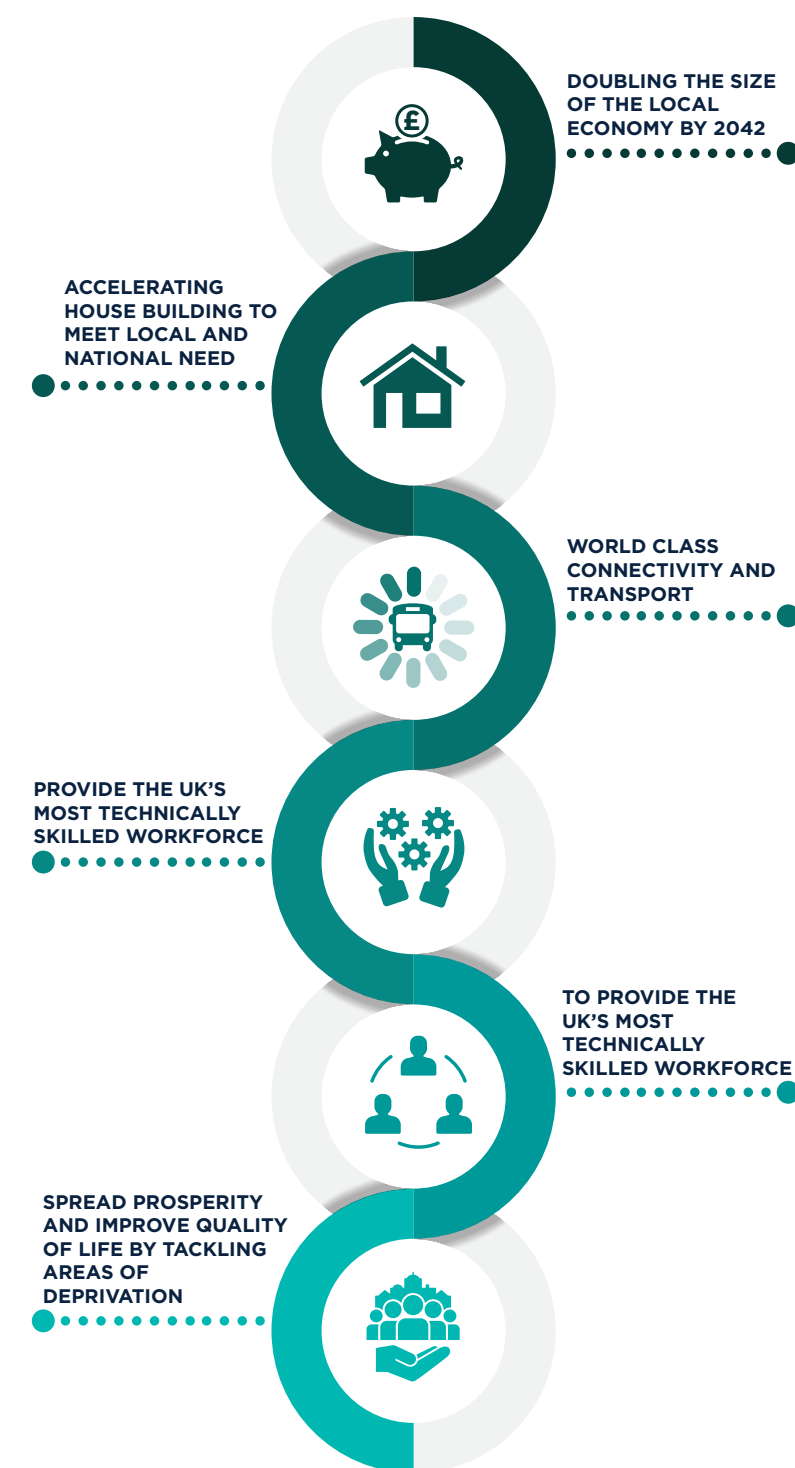 DOUBLING THE SIZE
OF THE LOCAL
ECONOMY BY 2042
£
ACCELERATING
HOUSE BUILDING TO
MEET LOCAL AND
NATIONAL NEED
WORLD CLASS
CONNECTIVITY AND
TRANSPORT
PROVIDE THE UK’S
MOST TECHNICALLY
SKILLED WORKFORCE
TO PROVIDE THE
UK’S MOST
TECHNICALLY
SKILLED WORKFORCE
SPREAD PROSPERITY
AND IMPROVE QUALITY
OF LIFE BY TACKLING
AREAS OF
DEPRIVATION